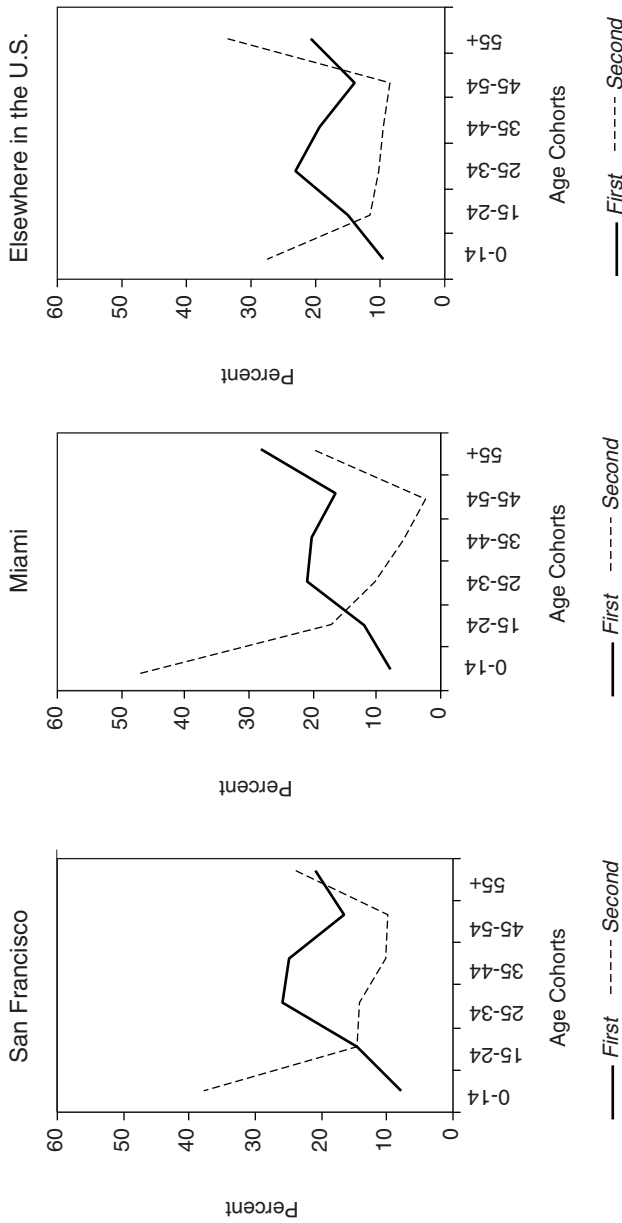 San Francisco
Percent
60
50
40
30
20
10
0
0-14
15-24
25-34
35-44
45-54
55+
Age Cohorts
First
Second
Miami
Percent
60
50
40
30
20
10
0
0-14
15-24
25-34
35-44
45-54
55+
Age Cohorts
First
Second
Elsewhere in the U.S.
Percent
60
50
40
30
20
10
0
0-14
15-24
25-34
35-44
45-54
55+
Age Cohorts
First
Second